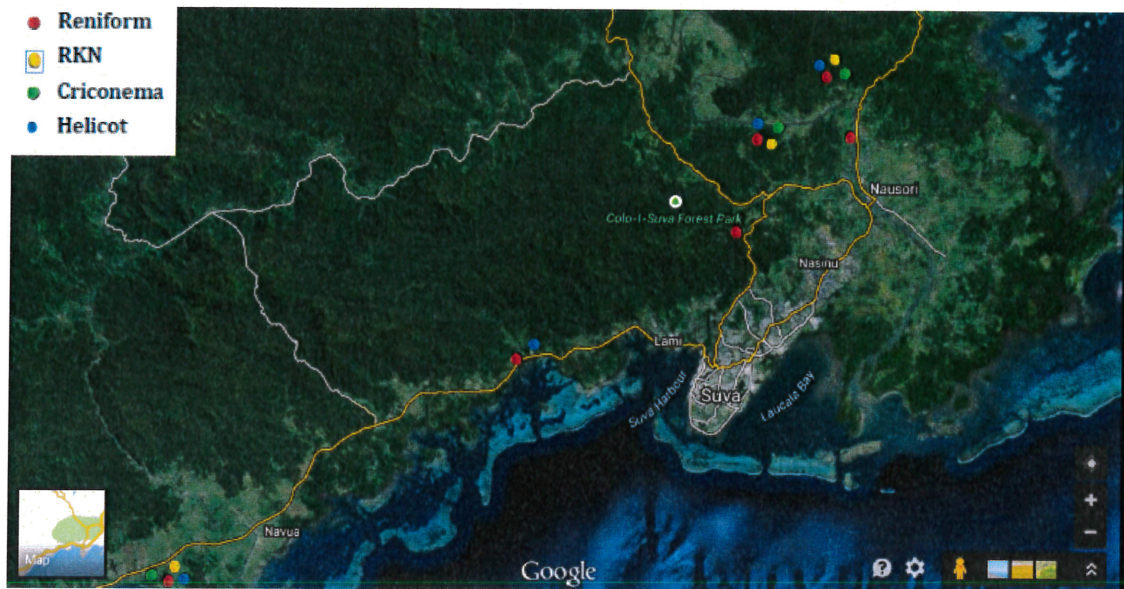 Reniform
RKN
Criconema
Helicot
Nausori
Colo-I-Suva Forest Park
Nasinu
Lami
Suva Harbour
Suva
Laucala Bay
Navua
Map
Google